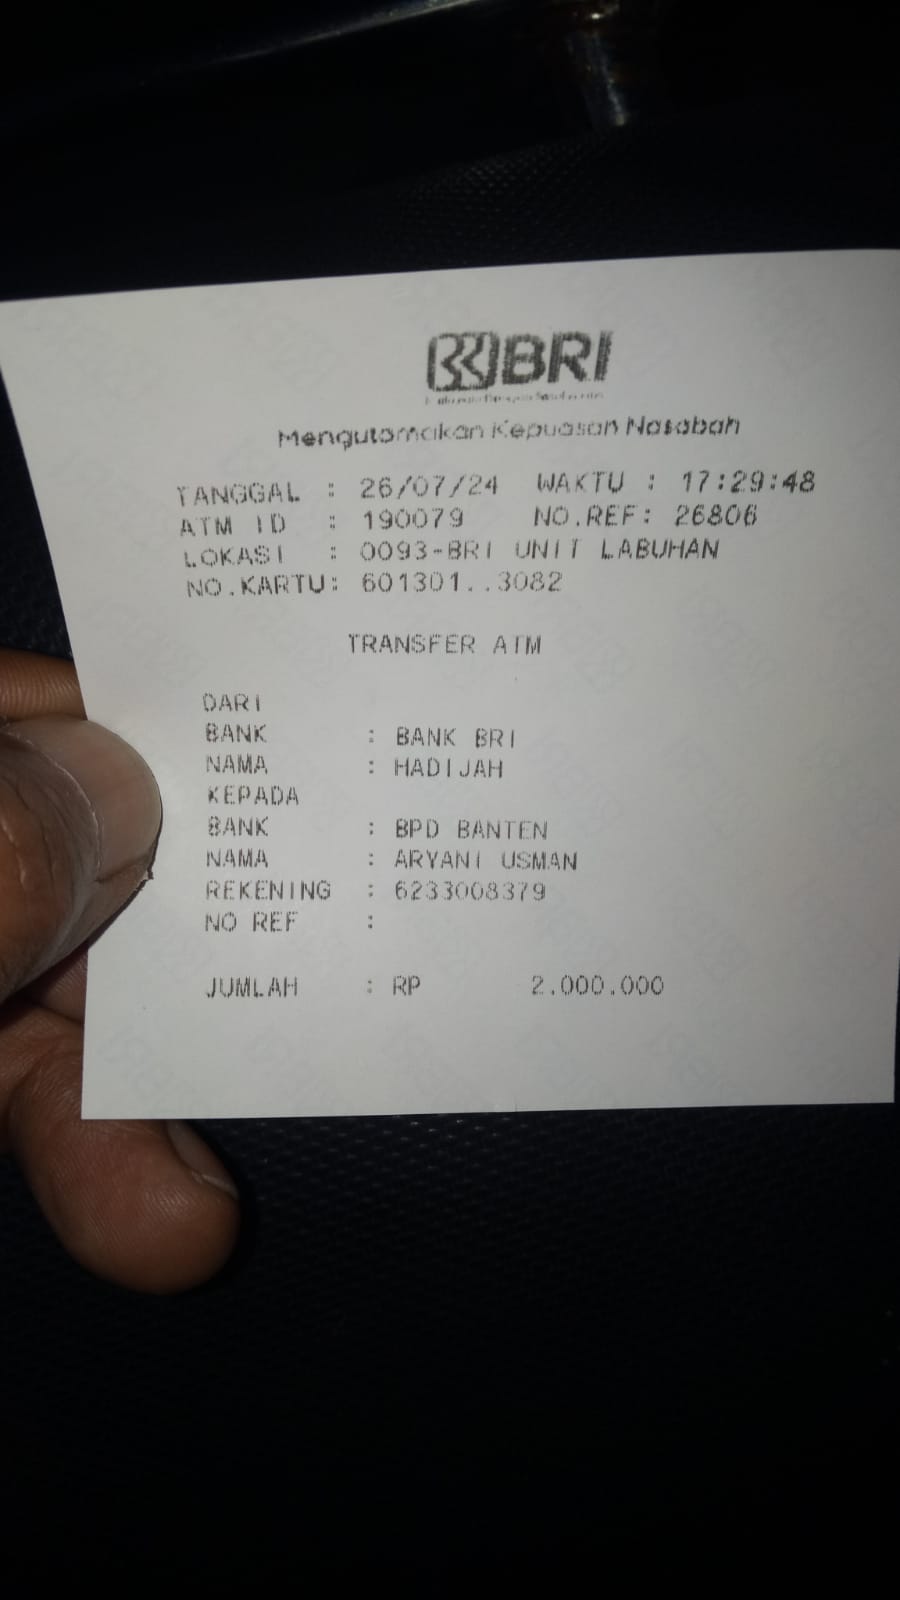 BRI
Mengutamakan Kepuasan Nasabah
TANGGAL : 26/07/24 WAKTU : 17:29:48
ATM ID : 190079 NO.REF: 26806
LOKASI : 0093-BRI UNIT LABUHAN
NO.KARTU: 601301..3082
TRANSFER ATM
DARI
BANK : BANK BRI
NAMA : HADIJAH
KEPADA
BANK : BPD BANTEN
NAMA : ARYANI USMAN
REKENING : 6233008379
NO REF :
JUMLAH : RP 2.000.000